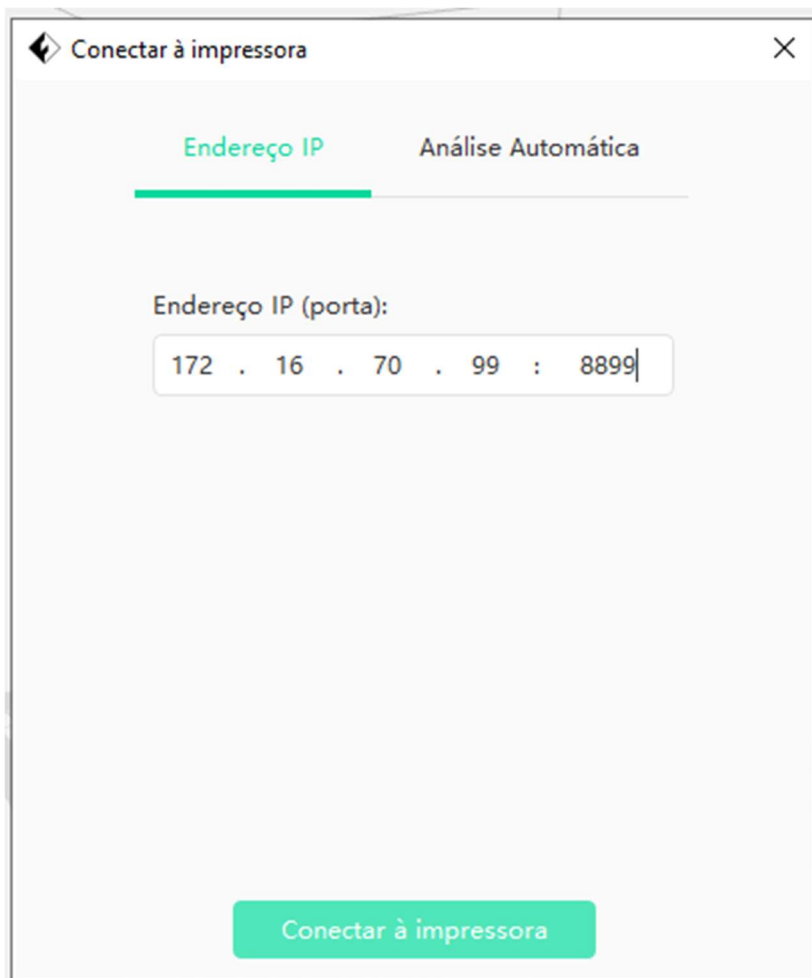 Conectar à impressora
Endereço IP Análise Automática
Endereço IP (porta):
172 . 16 . 70 . 99 : 8899
Conectar à impressora